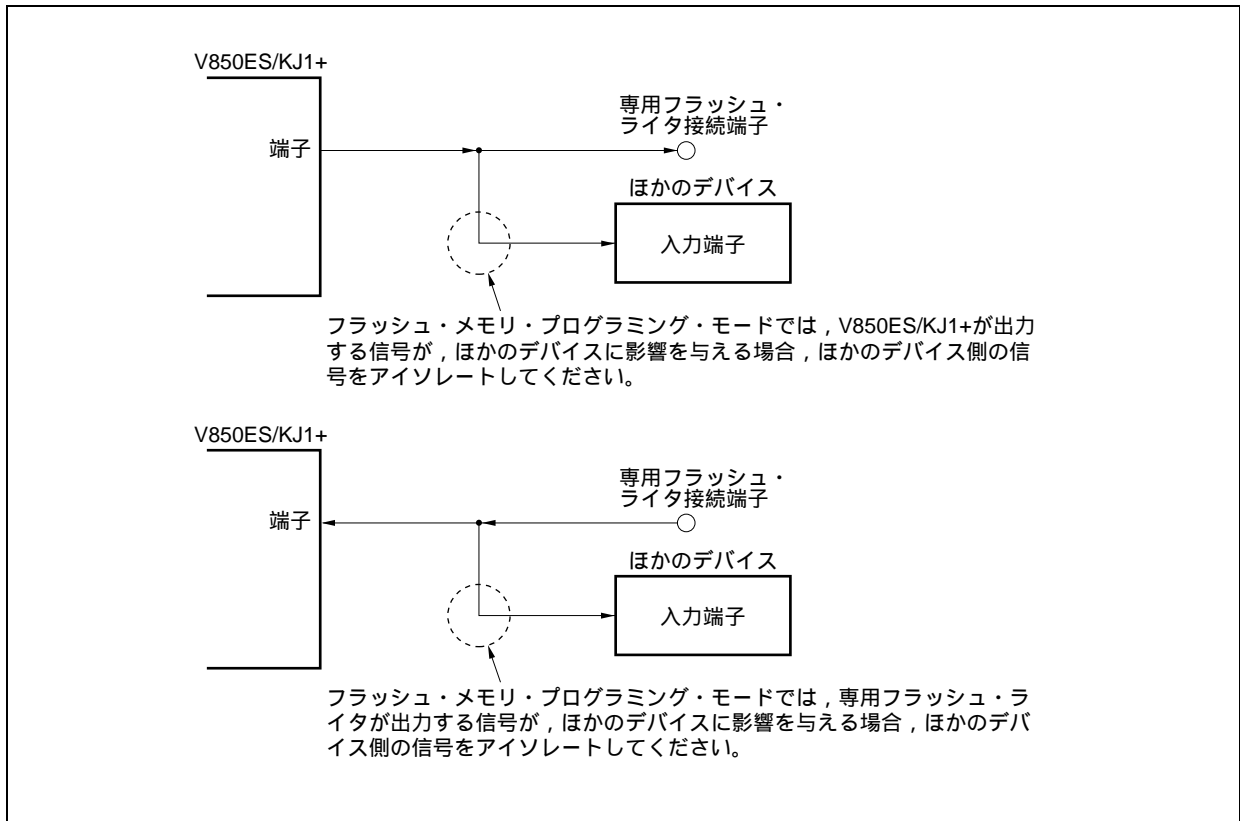 V850ES/KJ1+
専用フラッシュ・
ライタ接続端子
端子
ほかのデバイス
入力端子
フラッシュ・メモリ・プログラミング・モードでは，V850ES/KJ1+が出力
する信号が，ほかのデバイスに影響を与える場合，ほかのデバイス側の信
号をアイソレートしてください。
V850ES/KJ1+
専用フラッシュ・
ライタ接続端子
端子
ほかのデバイス
入力端子
フラッシュ・メモリ・プログラミング・モードでは，専用フラッシュ・ラ
イタが出力する信号が，ほかのデバイスに影響を与える場合，ほかのデバ
イス側の信号をアイソレートしてください。